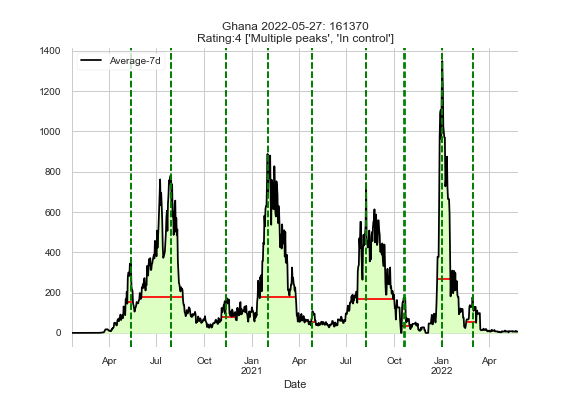 Ghana 2022-05-27: 161370
Rating:4 ['Multiple peaks', 'In control']
Average-7d
1400
1200
1000
800
600
400
200
0
Apr Jul Oct Jan Apr Jul Oct Jan Apr
2021 2022
Date